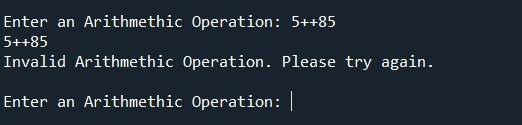 Enter an Arithmethic Operation: 5++85
5++85
Invalid Arithmethic Operation. Please try again.
Enter an Arithmethic Operation: